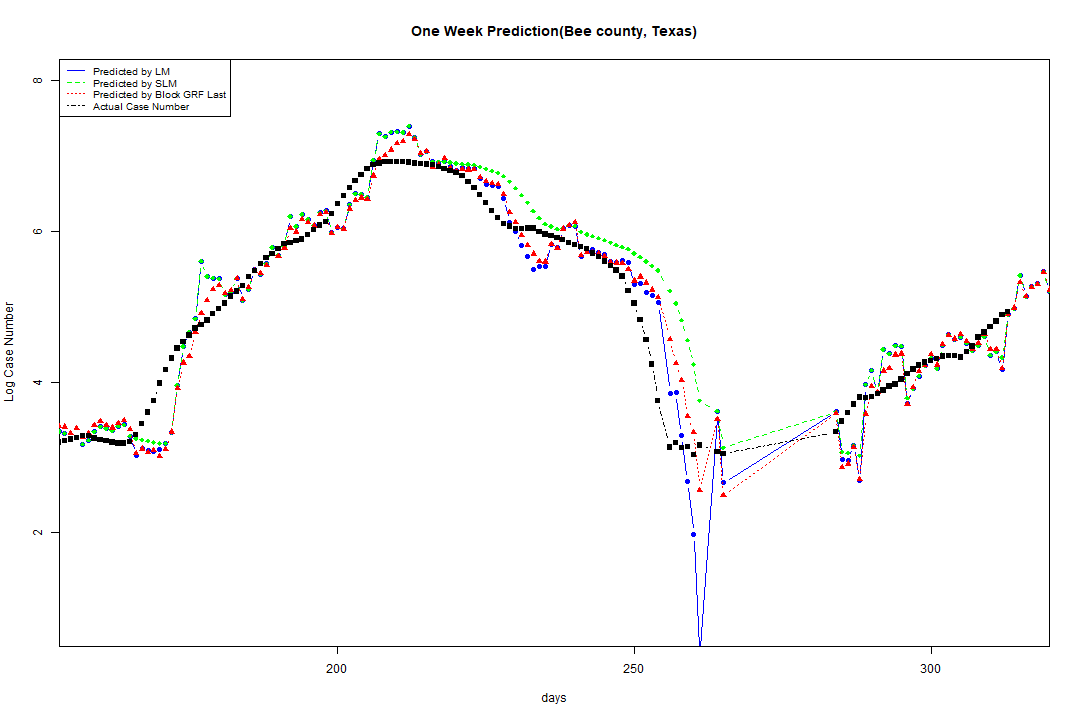 One Week Prediction(Bee county, Texas)
Predicted by LM
Predicted by SLM
Predicted by Block GRF Last
Actual Case Number
8
6
4
2
Log Case Number
200
250
300
days